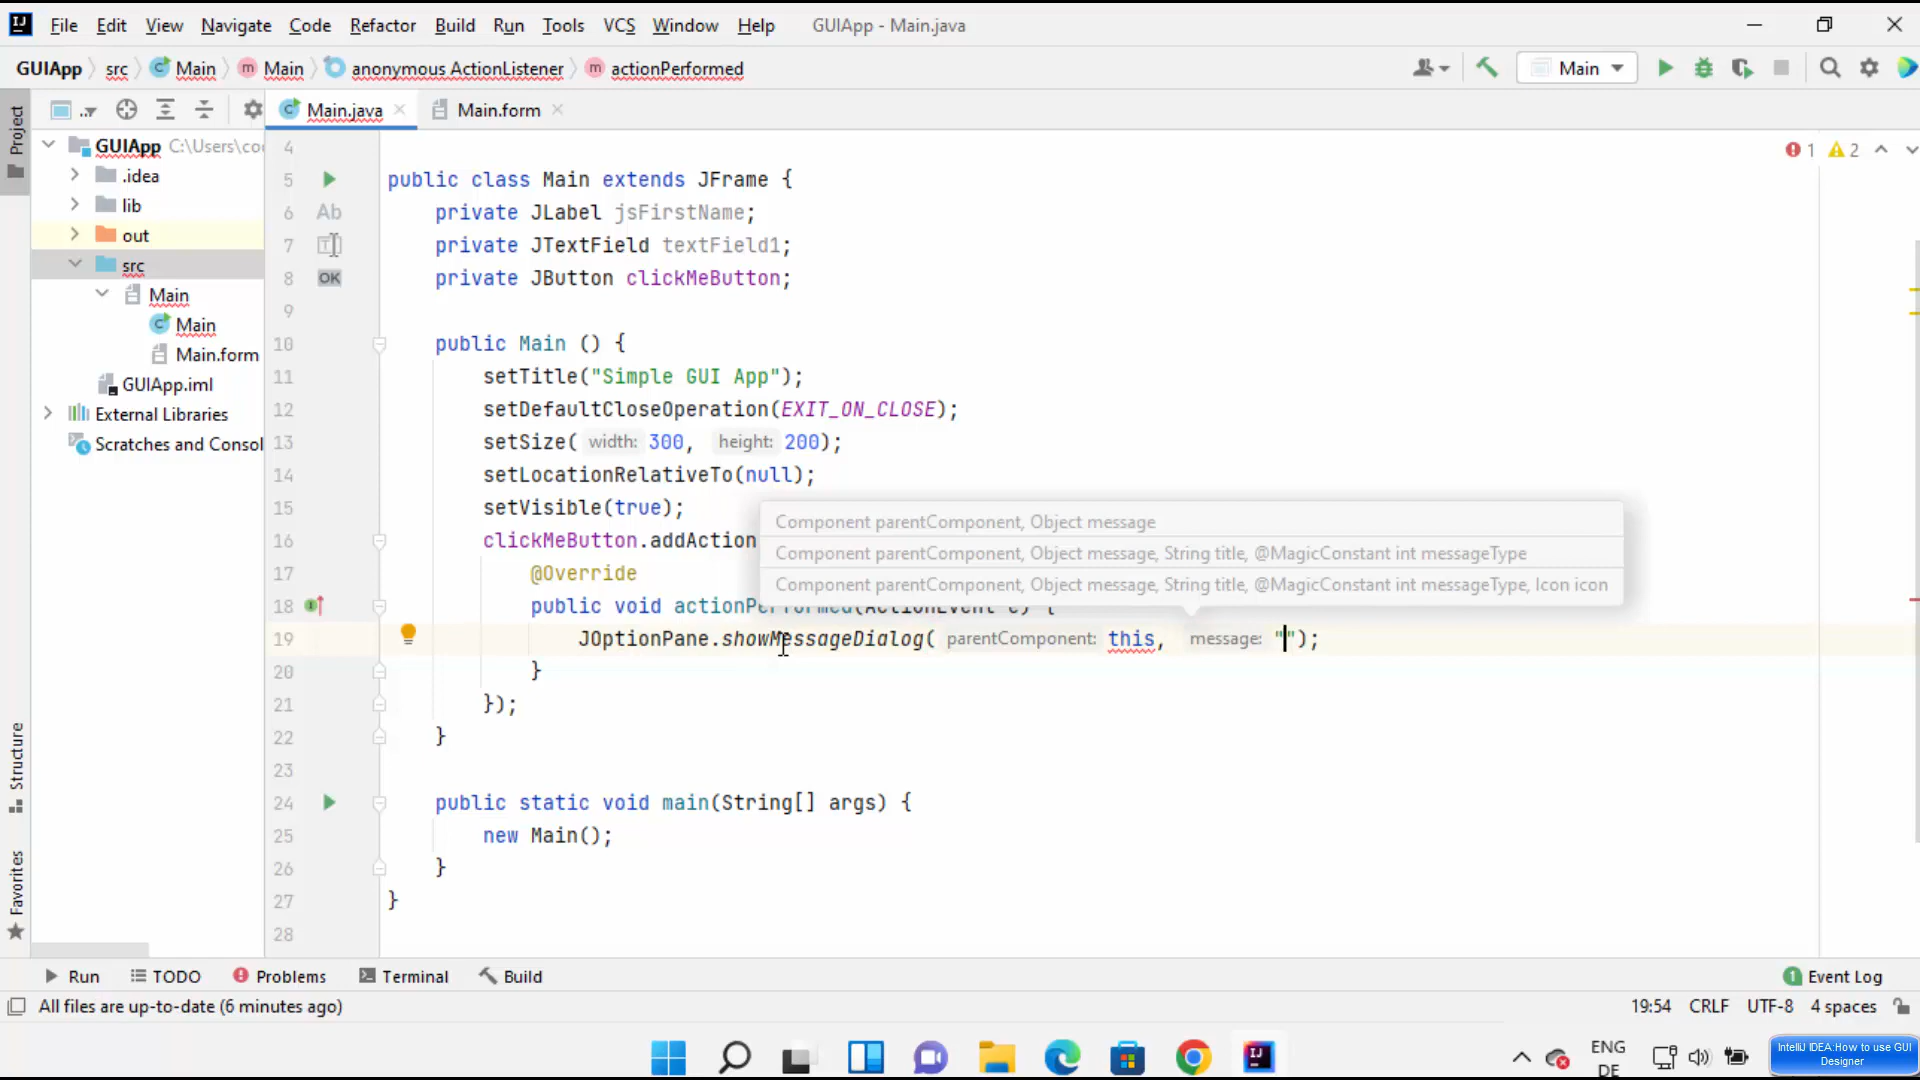 File Edit View Navigate Code Refactor Build Run Tools VCS Window Help GUIApp - Main.java
GUIApp src Main Main anonymous ActionListener actionPerformed Main
Project
Main.java Main.form
GUIApp C:\Users\co
.idea
lib
out
src
Main
Main
Main.form
GUIApp.iml
External Libraries
Scratches and Consol
Structure
Favorites
1 2
4
5 public class Main extends JFrame {
6 Ab private JLabel jsFirstName;
7 private JTextField textField1;
8 OK private JButton clickMeButton;
9
10 public Main () {
11 setTitle("Simple GUI App");
12 setDefaultCloseOperation(EXIT_ON_CLOSE);
13 setSize( width: 300, height: 200);
14 setLocationRelativeTo(null);
15 setVisible(true);
16 clickMeButton.addAction
Component parentComponent, Object message
Component parentComponent, Object message, String title, @MagicConstant int messageType
Component parentComponent, Object message, String title, @MagicConstant int messageType, Icon icon
17 @Override
18 public void actionPerformed(ActionEvent e) {
19 JOptionPane.showMessageDialog( parentComponent: this, message: "");
20 }
21 });
22 }
23
24 public static void main(String[] args) {
25 new Main();
26 }
27 }
28
Run TODO Problems Terminal Build 1 Event Log
All files are up-to-date (6 minutes ago) 19:54 CRLF UTF-8 4 spaces
ENG
DE
IntelliJ IDEA.How to use GUI
Designer